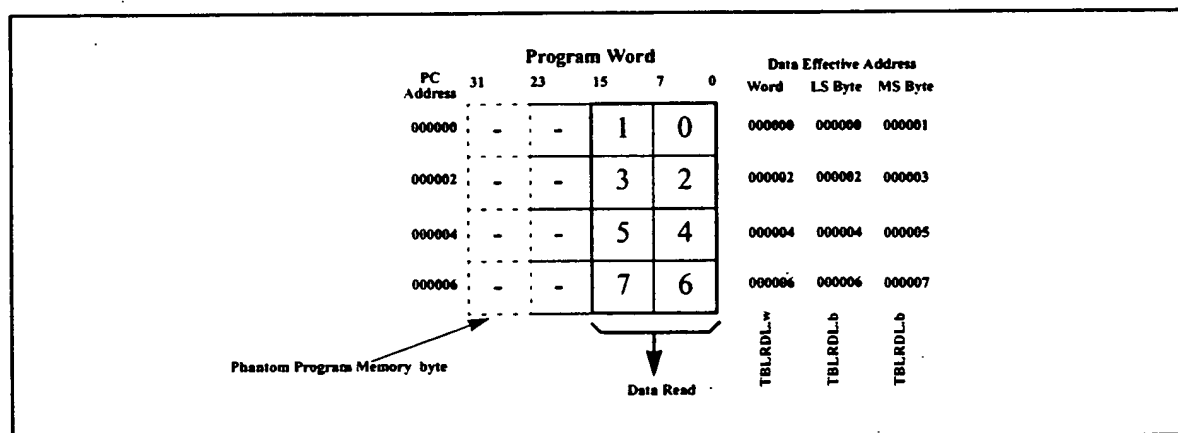 Program Word
Data Effective Address
PC Address 31 23 15 7 0 Word LS Byte MS Byte
000000 - - 1 0 000000 000000 000001
000002 - - 3 2 000002 000002 000003
000004 - - 5 4 000004 000004 000005
000006 - - 7 6 000006 000006 000007
TBLRDL.w TBLRDL.b TBLRDL.b
Phantom Program Memory byte
Data Read